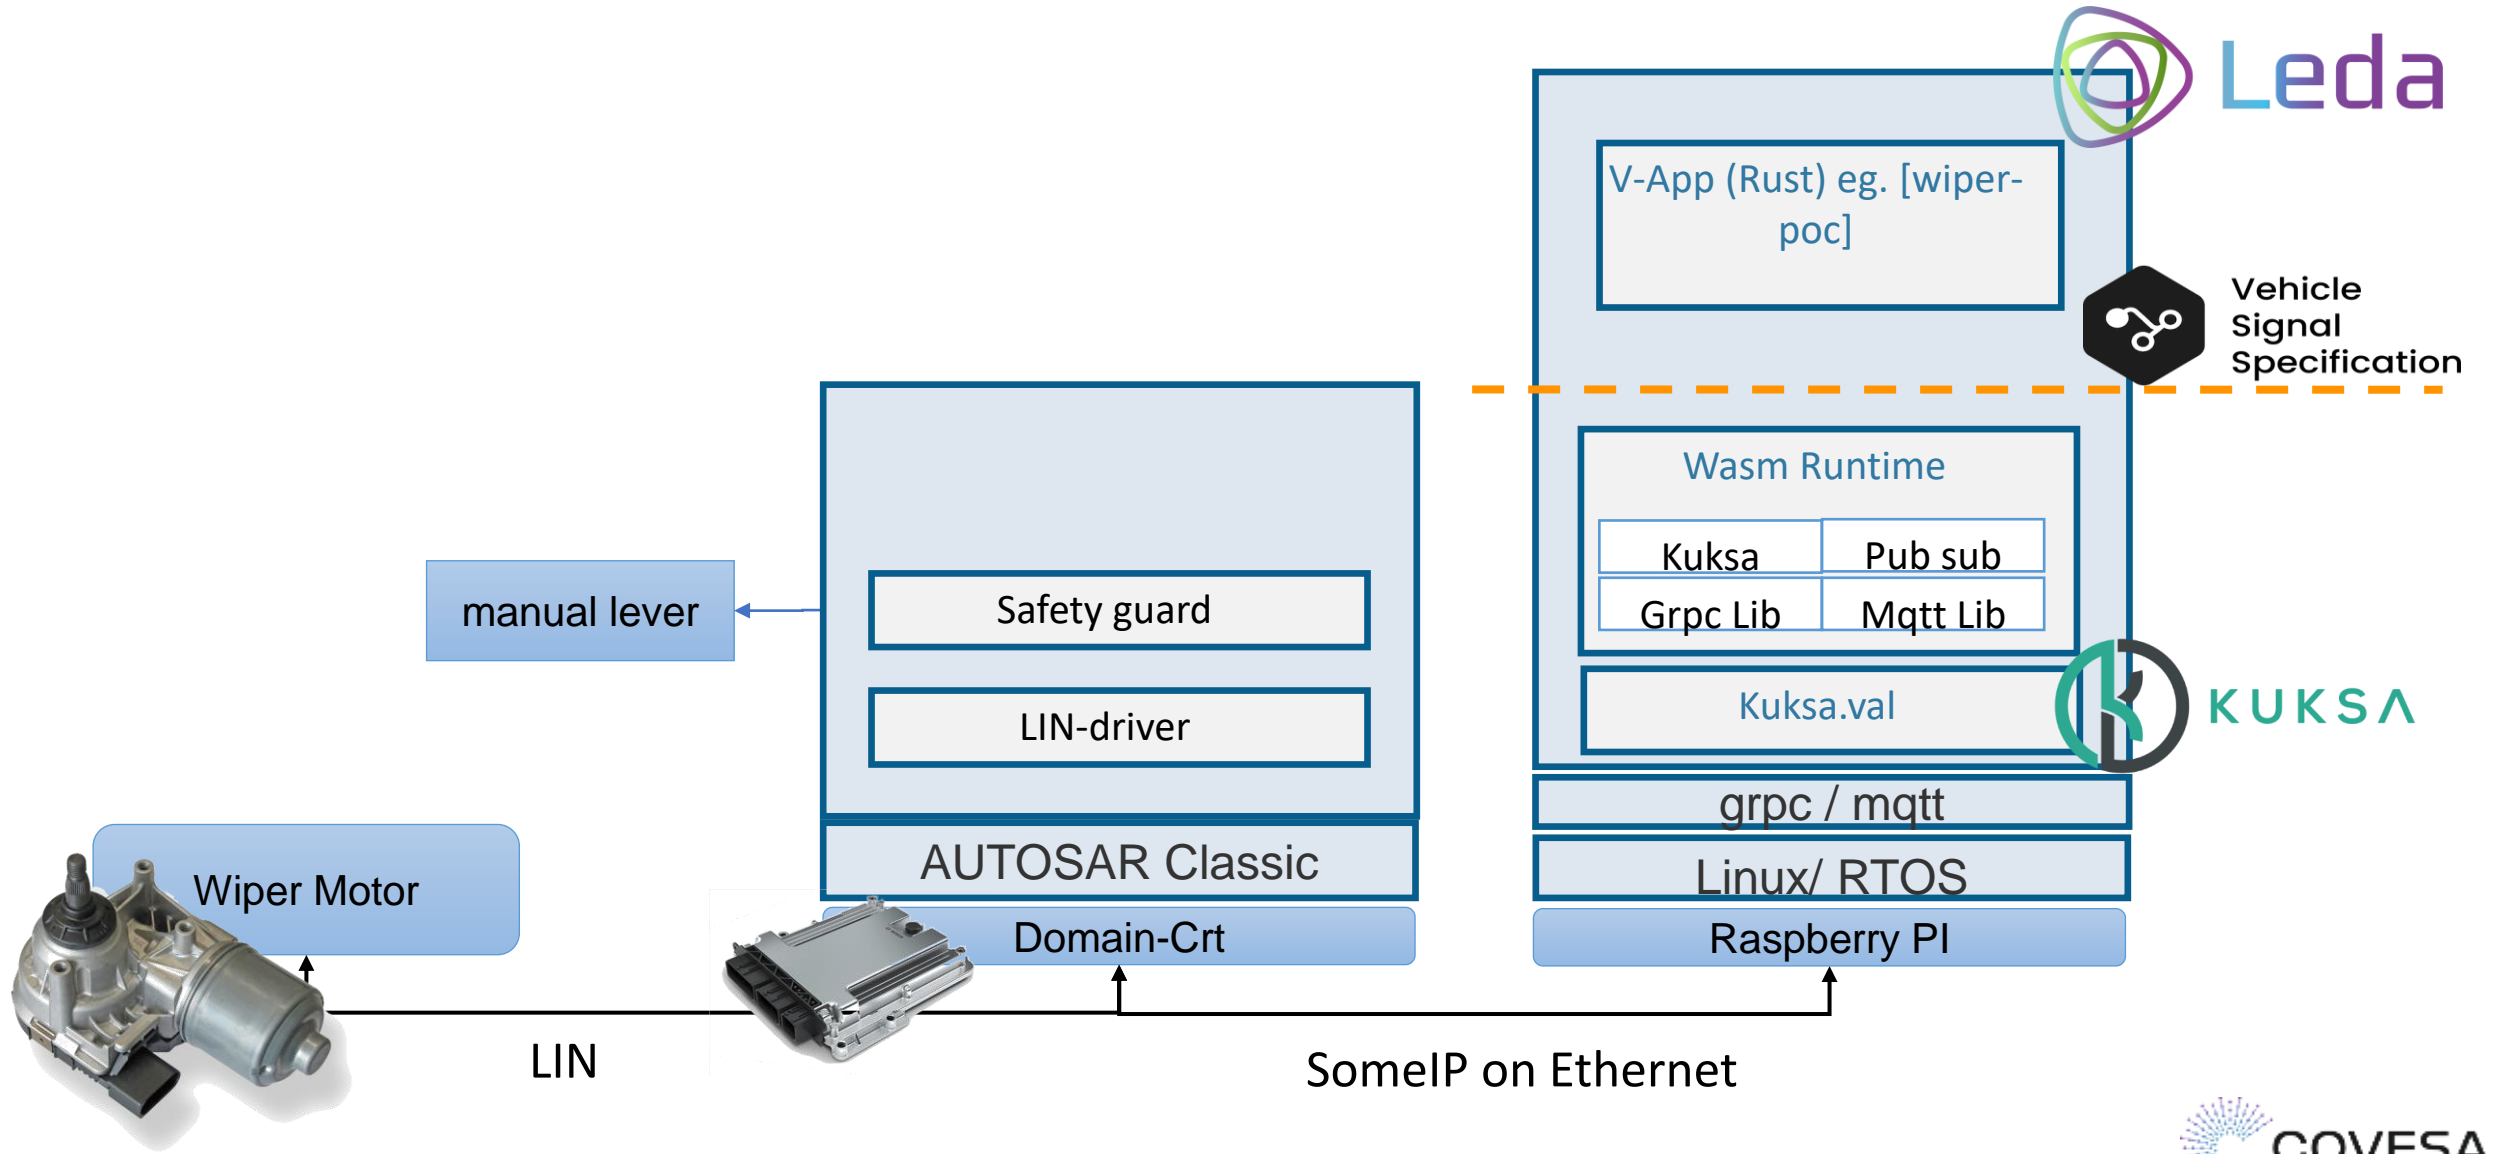 Leda
V-App (Rust) eg. [wiper-
poc]
Vehicle
Signal
Specification
Wasm Runtime
Kuksa
Pub sub
Grpc Lib
Mqtt Lib
manual lever
Safety guard
LIN-driver
Kuksa.val
KUKSA
grpc / mqtt
AUTOSAR Classic
Linux/ RTOS
Wiper Motor
Domain-Crt
Raspberry PI
LIN
SomeIP on Ethernet
COVESA